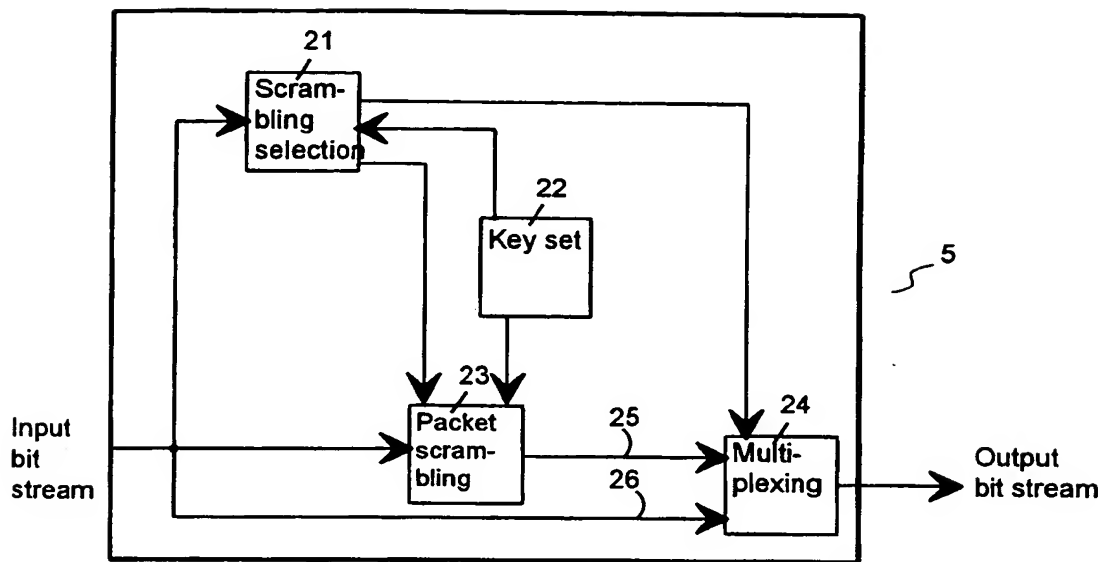 21
Scram-
bling
selection
22
Key set
5
23
Packet
scram-
bling
Input
bit
stream
25
26
24
Multi-
plexing
Output
bit stream